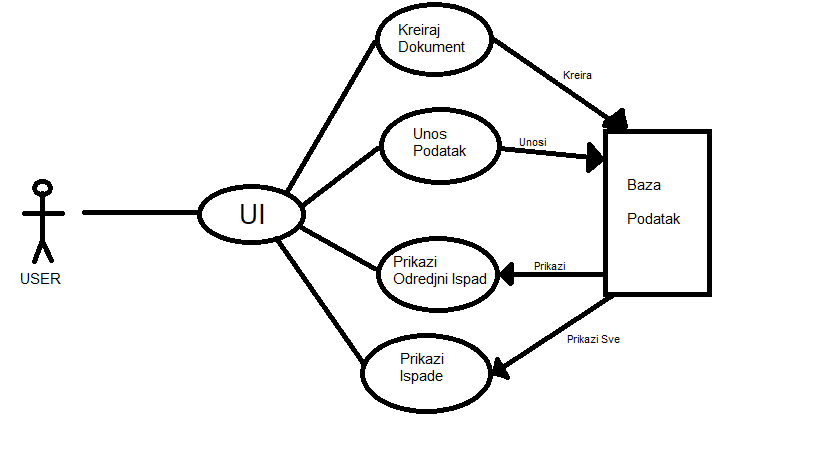 Kreiraj
Dokument
Kreira
Unos
Podatak
Unosi
Baza
Podatak
UI
USER
Prikazi
Odredjni Ispad
Prikazi
Prikazi Sve
Prikazi
Ispade